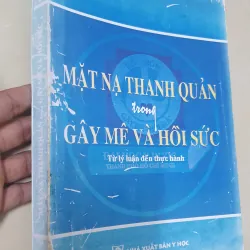 MẶT NẠ THANH QUẢN
trong
GÂY MÊ VÀ HỒI SỨC
Từ lý luận đến thực hành
NHÀ XUẤT BẢN Y HỌC